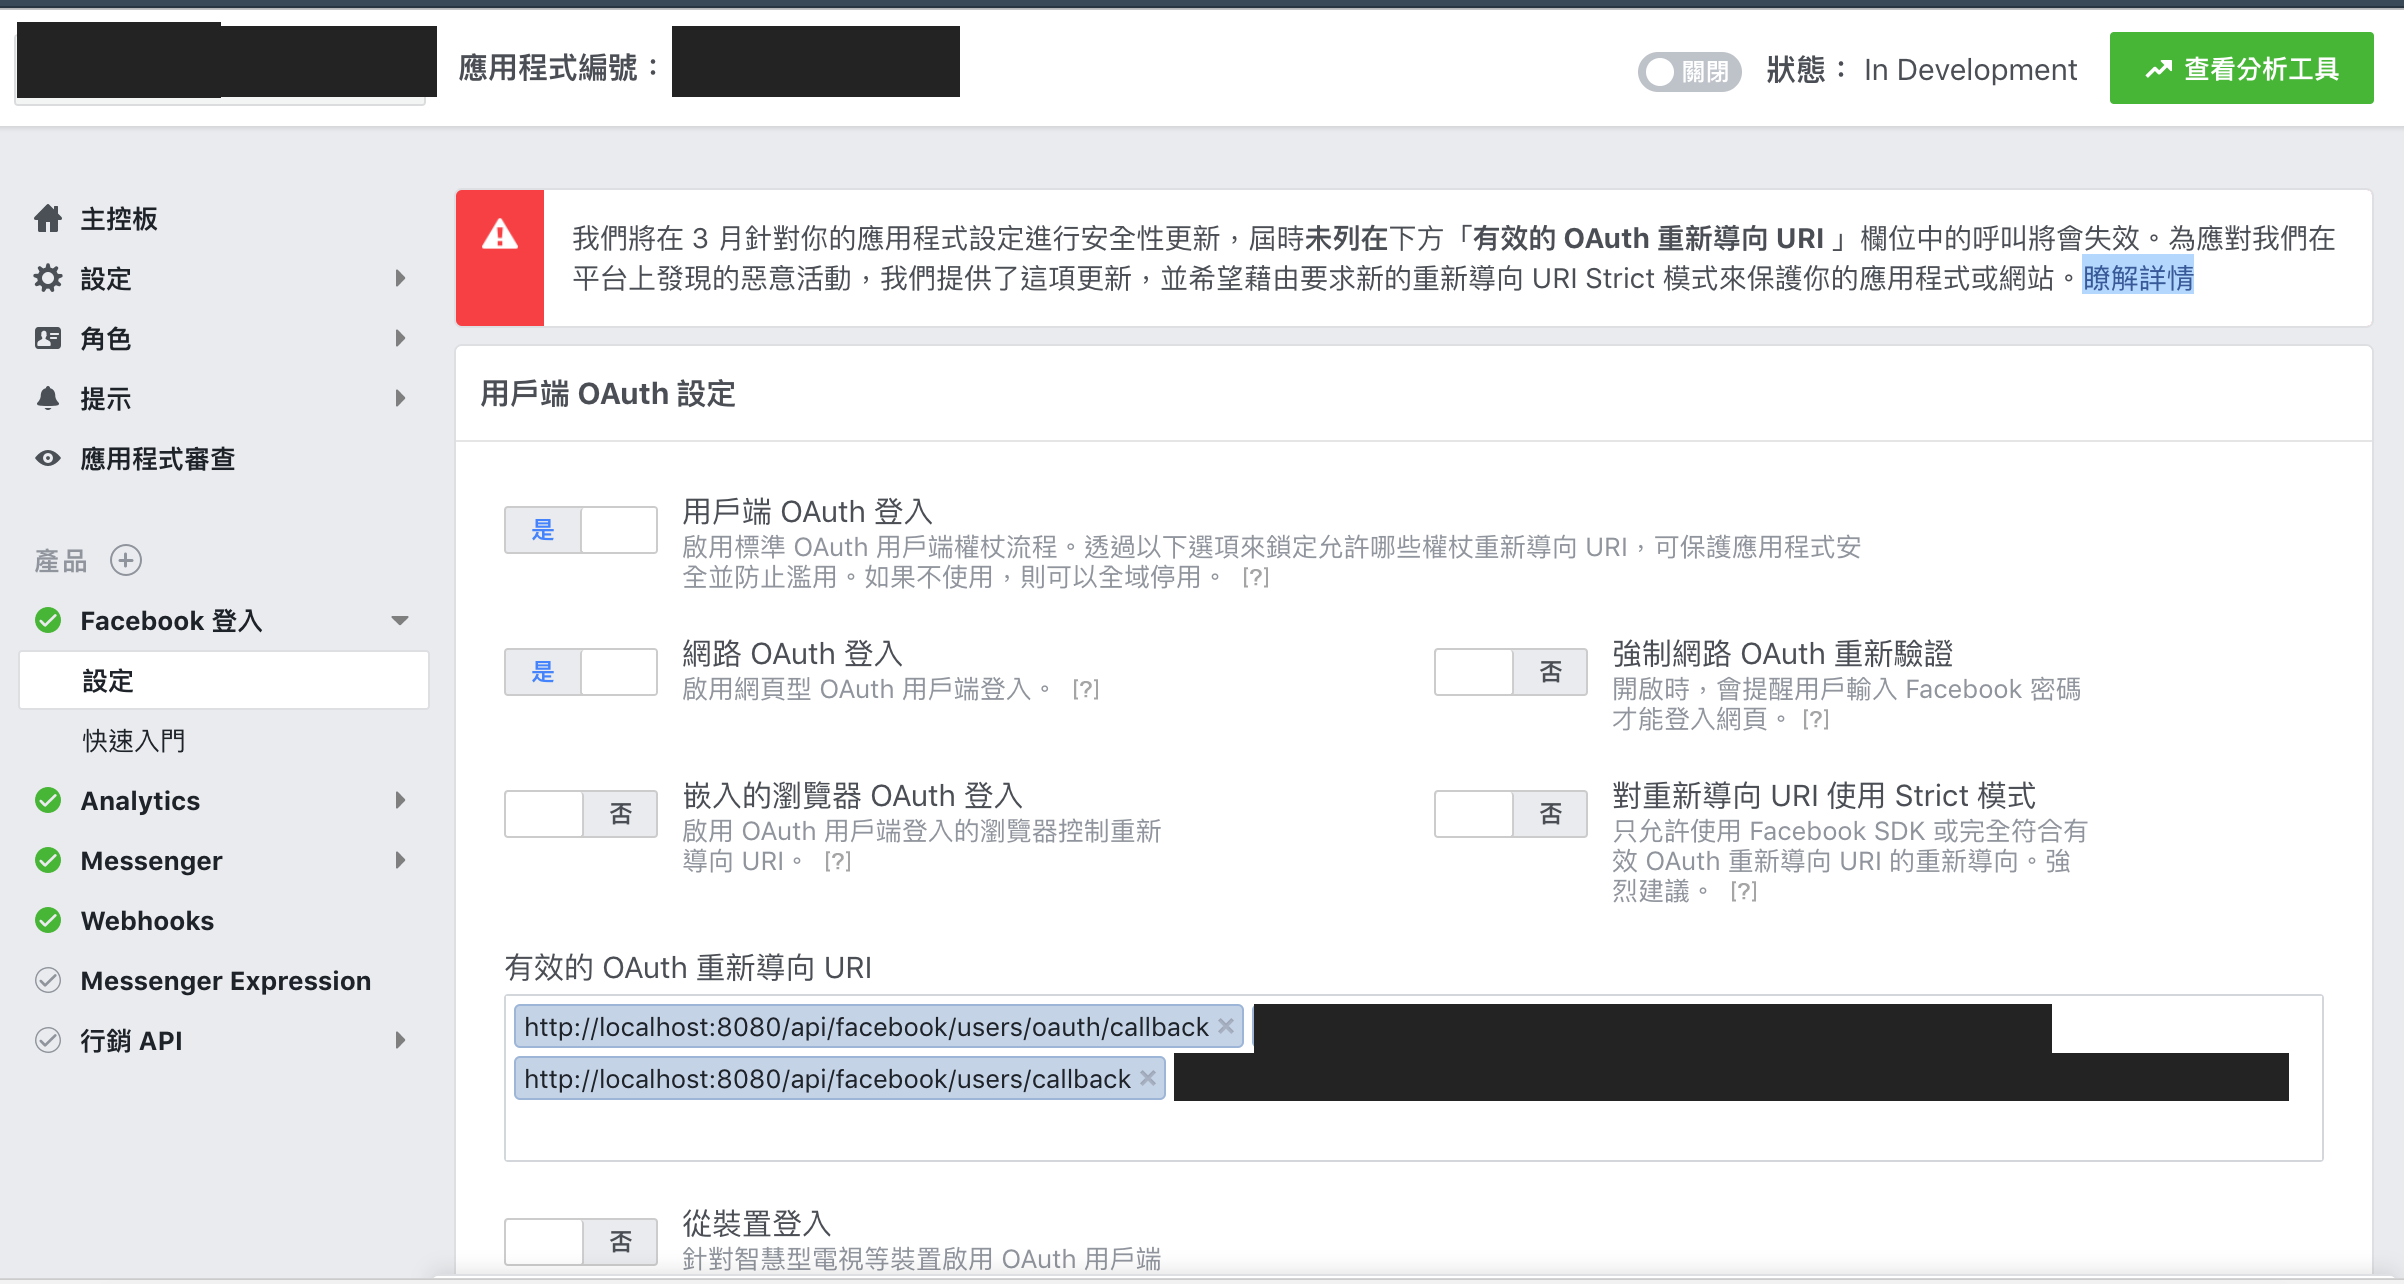 應用程式編號：
關閉
狀態： In Development
查看分析工具
主控板
設定
角色
提示
應用程式審查
產品
Facebook 登入
設定
快速入門
Analytics
Messenger
Webhooks
Messenger Expression
行銷 API
我們將在 3 月針對你的應用程式設定進行安全性更新，屆時未列在下方「有效的 OAuth 重新導向 URI 」欄位中的呼叫將會失效。為應對我們在
平台上發現的惡意活動，我們提供了這項更新，並希望藉由要求新的重新導向 URI Strict 模式來保護你的應用程式或網站。瞭解詳情
用戶端 OAuth 設定
是
用戶端 OAuth 登入
啟用標準 OAuth 用戶端權杖流程。透過以下選項來鎖定允許哪些權杖重新導向 URI，可保護應用程式安
全並防止濫用。如果不使用，則可以全域停用。 [?]
是
網路 OAuth 登入
啟用網頁型 OAuth 用戶端登入。 [?]
否
強制網路 OAuth 重新驗證
開啟時，會提醒用戶輸入 Facebook 密碼
才能登入網頁。 [?]
否
嵌入的瀏覽器 OAuth 登入
啟用 OAuth 用戶端登入的瀏覽器控制重新
導向 URI。 [?]
否
對重新導向 URI 使用 Strict 模式
只允許使用 Facebook SDK 或完全符合有
效 OAuth 重新導向 URI 的重新導向。強
烈建議。 [?]
有效的 OAuth 重新導向 URI
http://localhost:8080/api/facebook/users/oauth/callback
http://localhost:8080/api/facebook/users/callback
否
從裝置登入
針對智慧型電視等裝置啟用 OAuth 用戶端